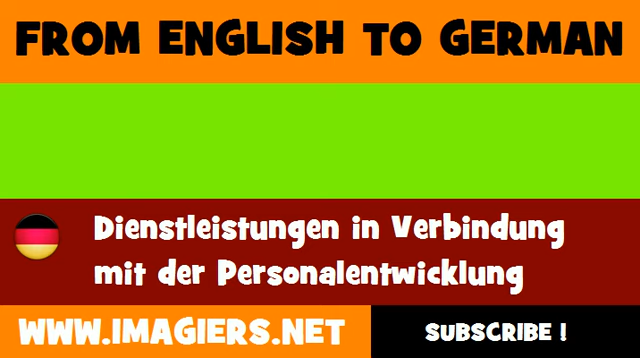 FROM ENGLISH TO GERMAN
Dienstleistungen in Verbindung
mit der Personalentwicklung
WWW.IMAGIERS.NET
SUBSCRIBE !